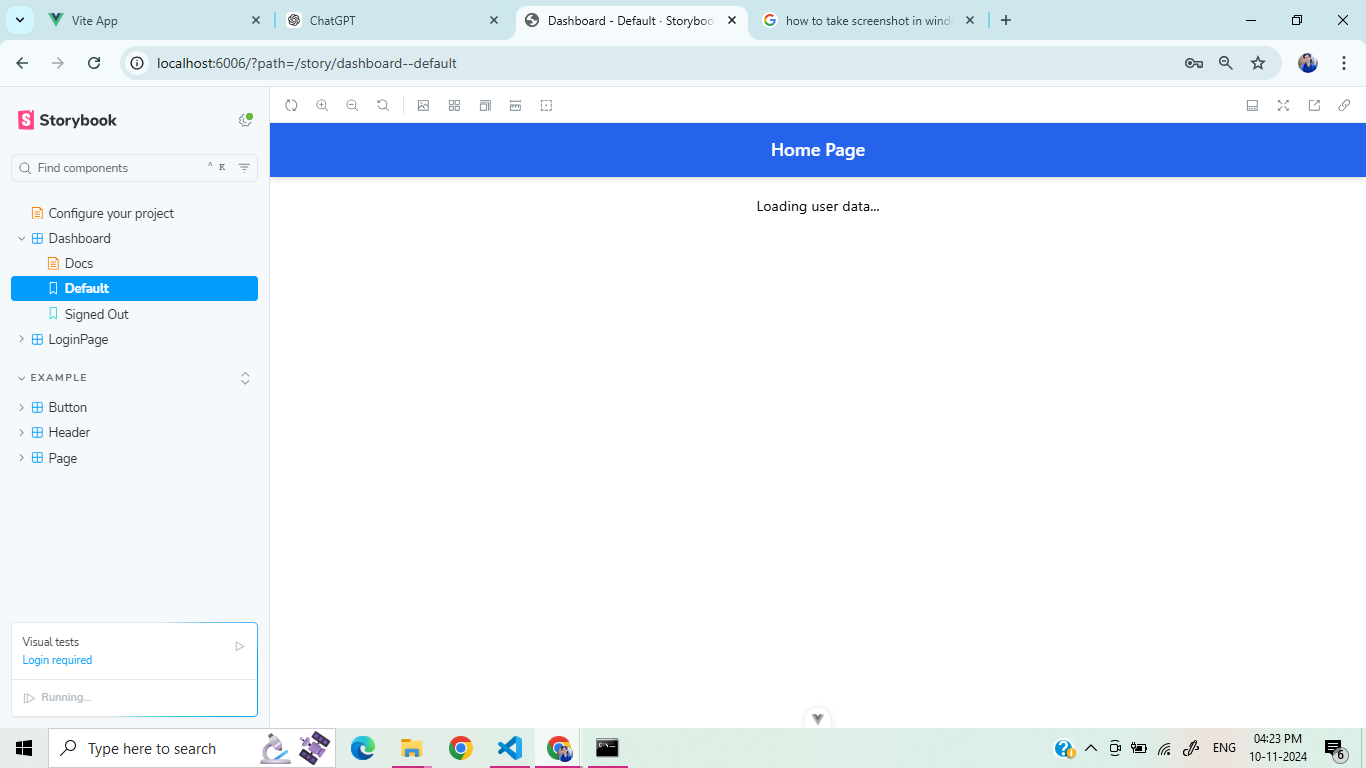 Vite App
ChatGPT
Dashboard - Default · Storyboo
how to take screenshot in wind
localhost:6006/?path=/story/dashboard--default
Storybook
Find components
^ K
Configure your project
Dashboard
Docs
Default
Signed Out
LoginPage
EXAMPLE
Button
Header
Page
Visual tests
Login required
Running...
Home Page
Loading user data...
Type here to search
ENG
04:23 PM
10-11-2024
6